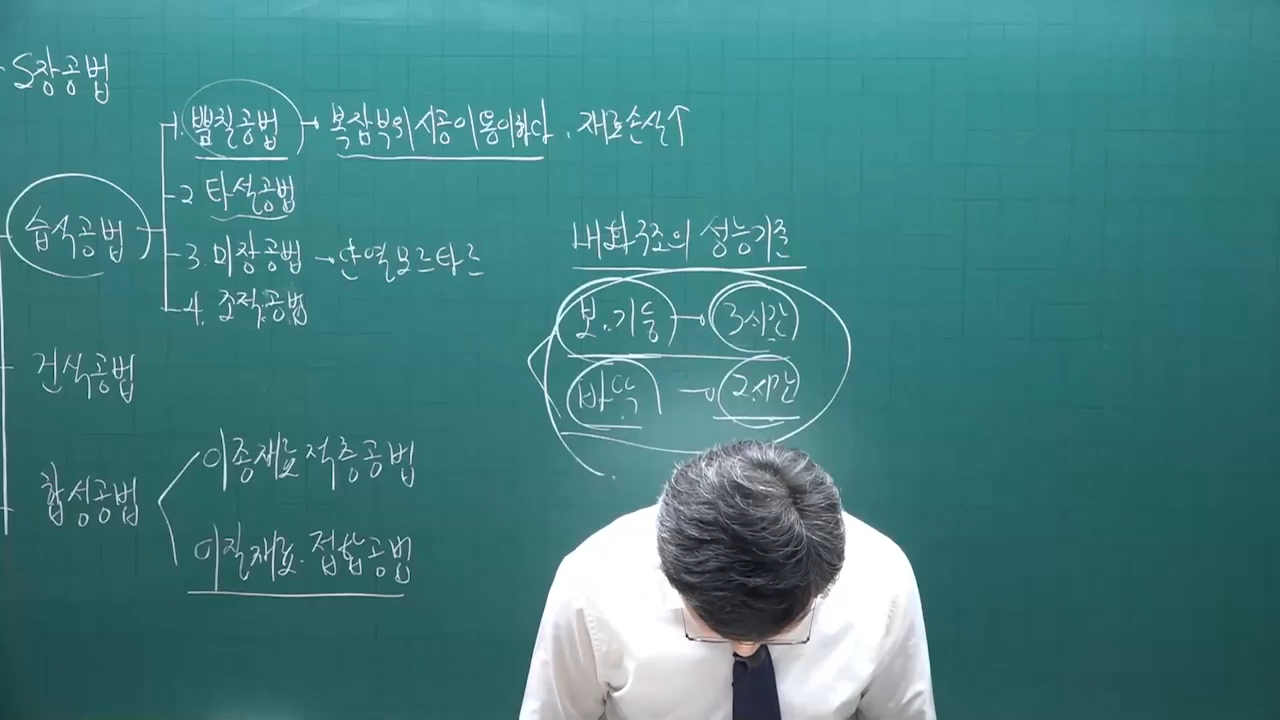 S장공법
1. 뿜칠공법 → 복잡부위 시공이 용이하다. 재료손실↑
2 타설공법
습식공법
3. 미장공법 → 단열모르타르
4. 조적공법
내화구조의 성능기준
보.기둥 → 3시간
바닥 → 2시간
건식공법
합성공법
이종재료적층공법
이질재료.접합공법